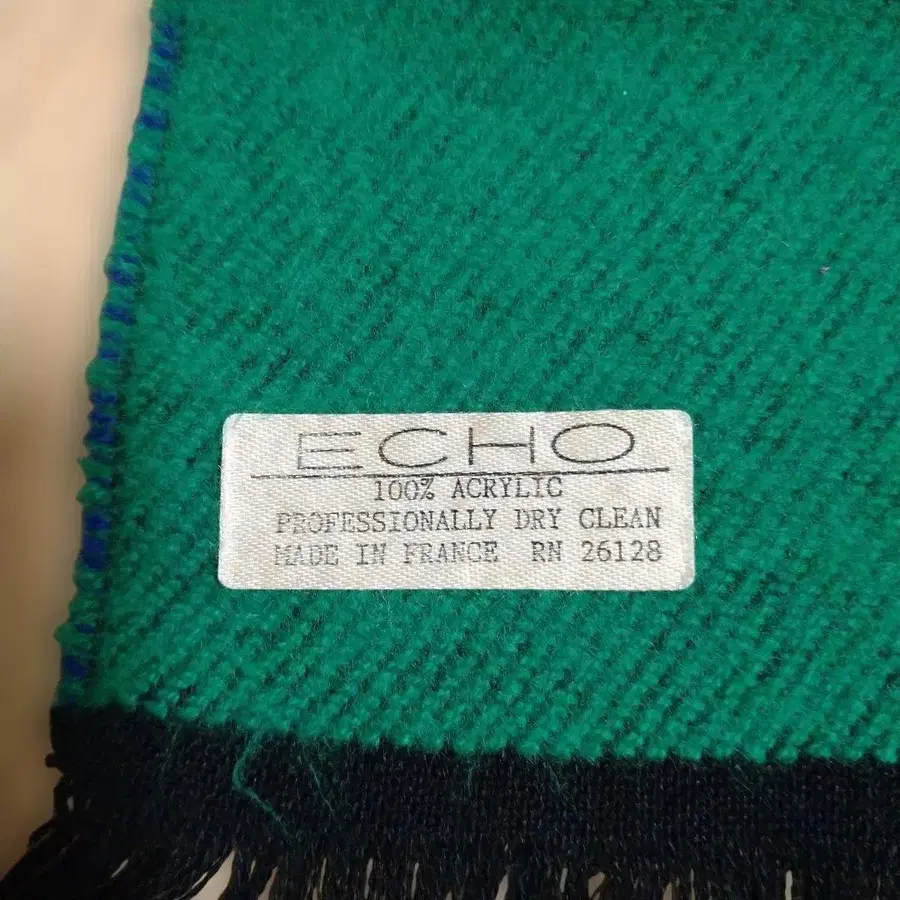 ECHO
100% ACRYLIC
PROFESSIONALLY DRY CLEAN
MADE IN FRANCE RN 26128